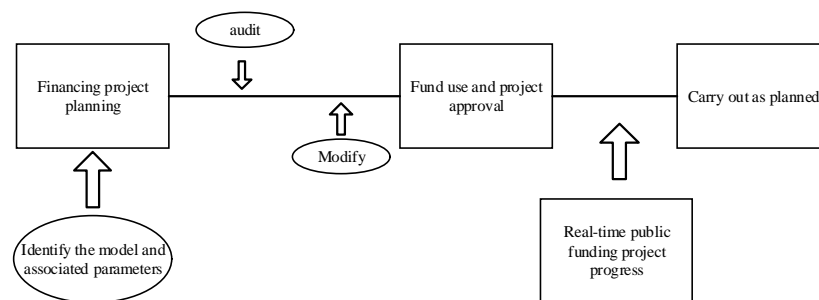 audit
Financing project
planning
Fund use and project
approval
Carry out as planned
Modify
Identify the model and
associated parameters
Real-time public
funding project
progress